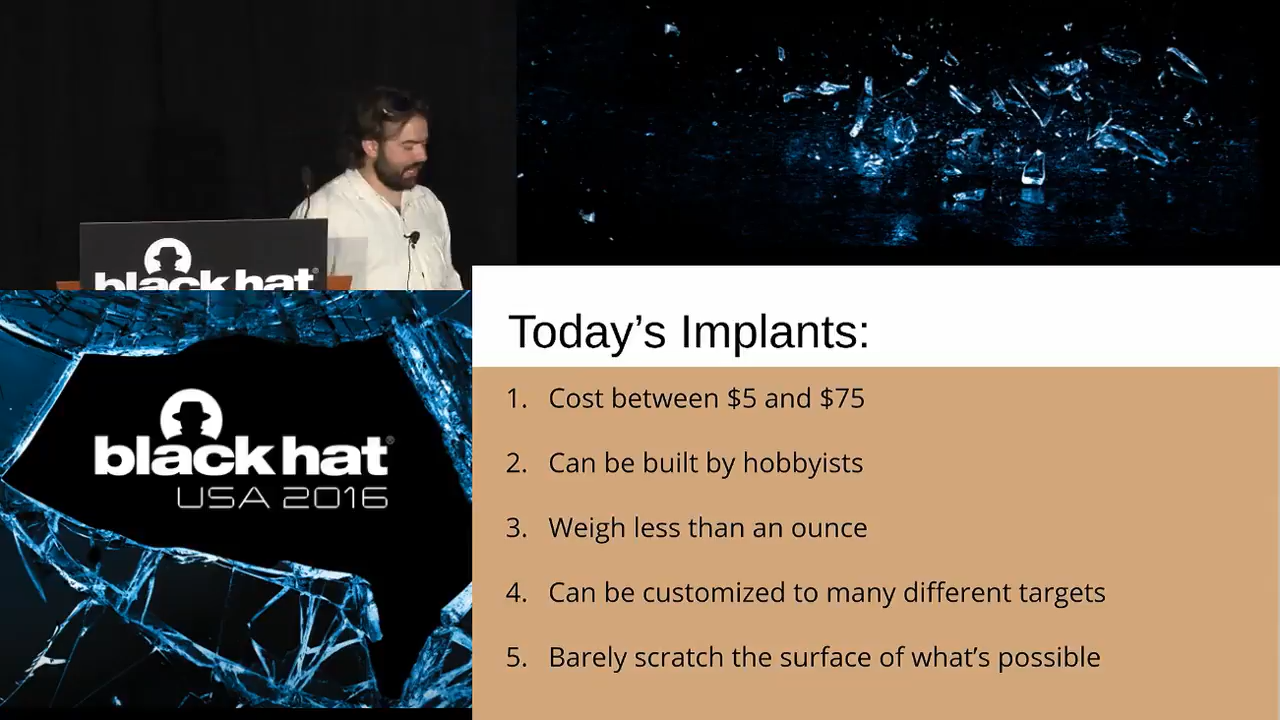 black hat®
black hat®
USA 2016
Today’s Implants:
1. Cost between $5 and $75
2. Can be built by hobbyists
3. Weigh less than an ounce
4. Can be customized to many different targets
5. Barely scratch the surface of what’s possible